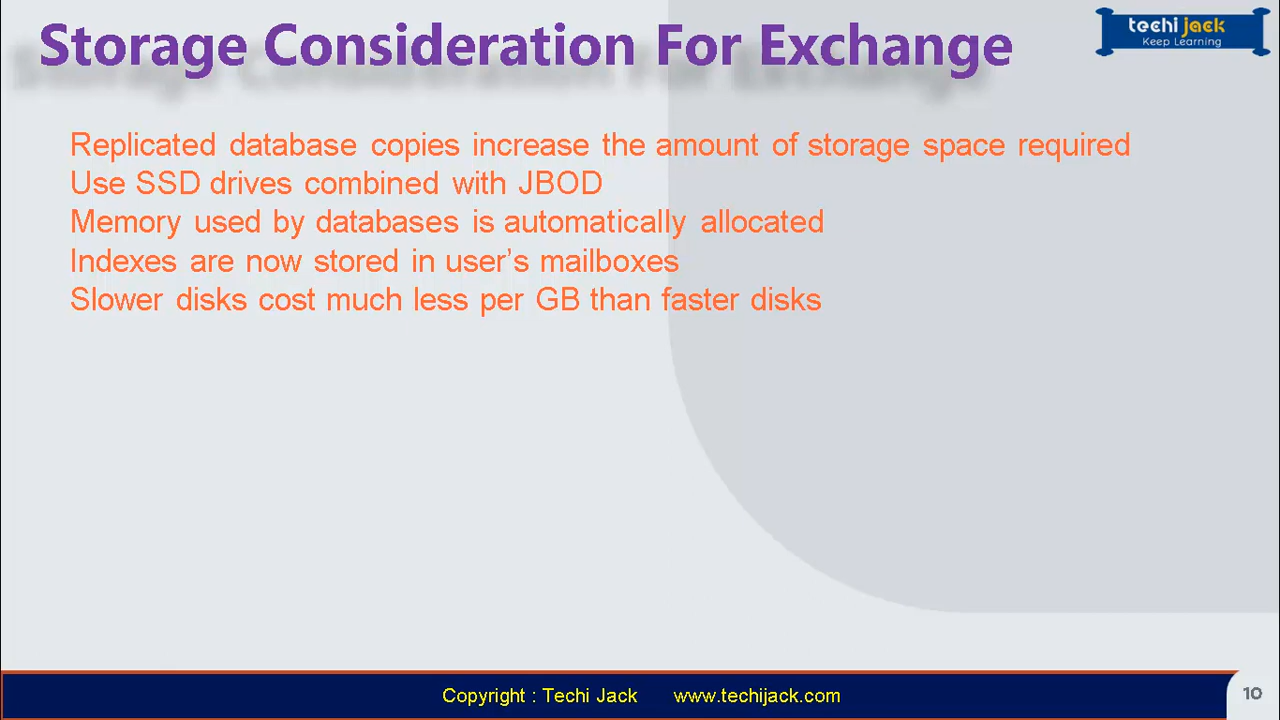 Storage Consideration For Exchange
techi jack
Keep Learning
Replicated database copies increase the amount of storage space required
Use SSD drives combined with JBOD
Memory used by databases is automatically allocated
Indexes are now stored in user’s mailboxes
Slower disks cost much less per GB than faster disks
Copyright : Techi Jack www.techijack.com
10